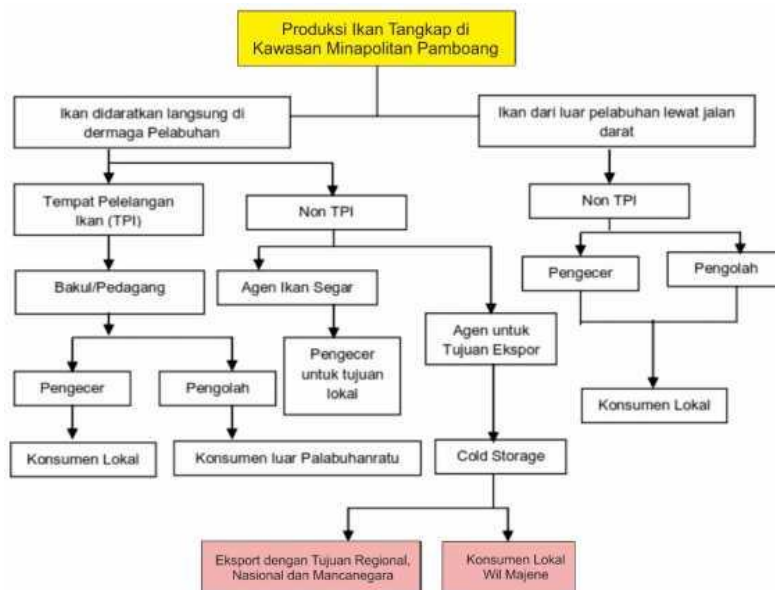 Produksi Ikan Tangkap di
Kawasan Minapolitan Pamboang
Ikan didaratkan langsung di
dermaga Pelabuhan
Ikan dari luar pelabuhan lewat jalan
darat
Tempat Pelelangan
Ikan (TPI)
Non TPI
Non TPI
Bakul/Pedagang
Agen Ikan Segar
Pengecer
Pengolah
Agen untuk
Tujuan Ekspor
Pengecer
untuk tujuan
lokal
Pengecer
Pengolah
Konsumen Lokal
Konsumen Lokal
Konsumen luar Palabuhanratu
Cold Storage
Eksport dengan Tujuan Regional,
Nasional dan Mancanegara
Konsumen Lokal
Wil Majene